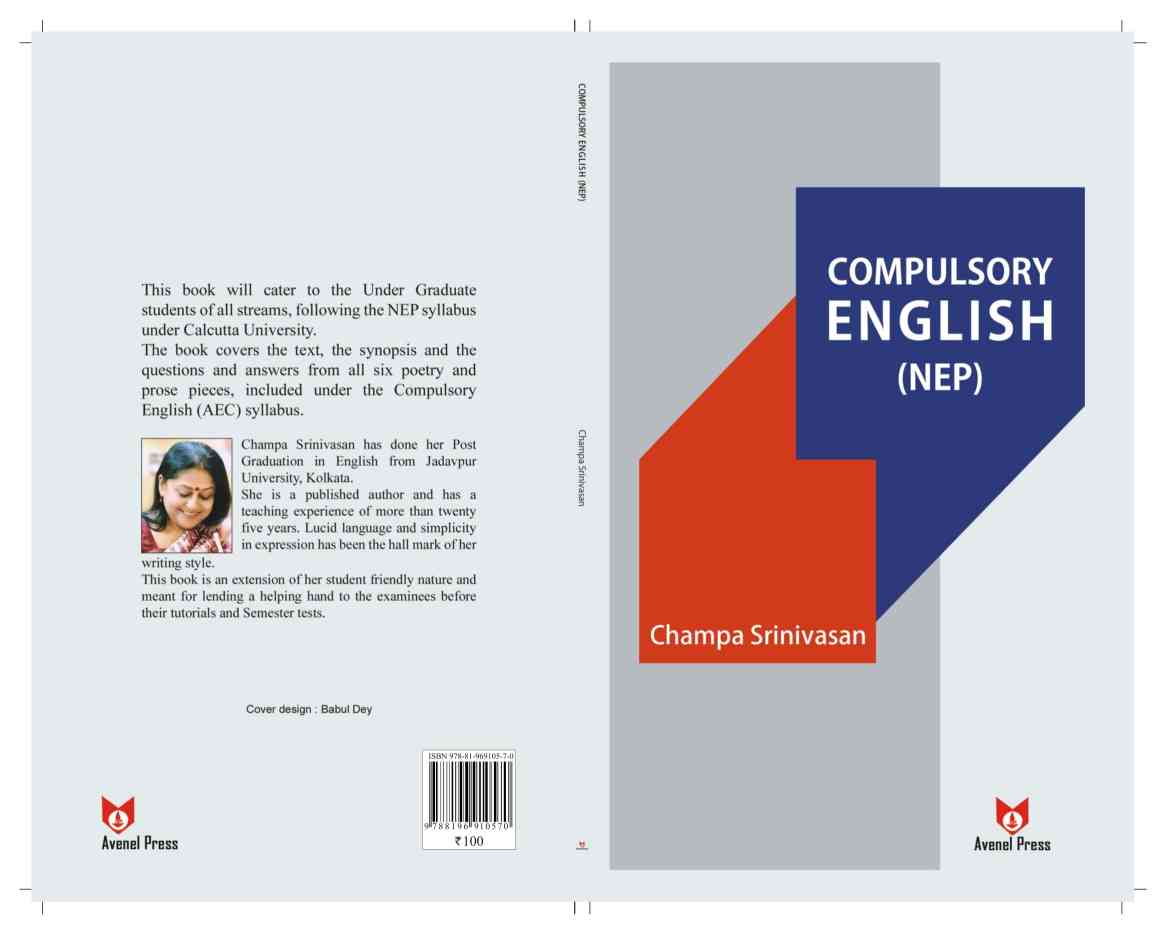 This book will cater to the Under Graduate
students of all streams, following the NEP syllabus
under Calcutta University.
The book covers the text, the synopsis and the
questions and answers from all six poetry and
prose pieces, included under the Compulsory
English (AEC) syllabus.
Champa Srinivasan has done her Post
Graduation in English from Jadavpur
University, Kolkata.
She is a published author and has a
teaching experience of more than twenty
five years. Lucid language and simplicity
in expression has been the hall mark of her
writing style.
This book is an extension of her student friendly nature and
meant for lending a helping hand to the examinees before
their tutorials and Semester tests.
Cover design : Babul Dey
ISBN 978-81-969105-7-0
9 788196 910570
₹100
Avenel Press
COMPULSORY ENGLISH (NEP)
Champa Srinivasan
COMPULSORY
ENGLISH
(NEP)
Champa Srinivasan
Avenel Press